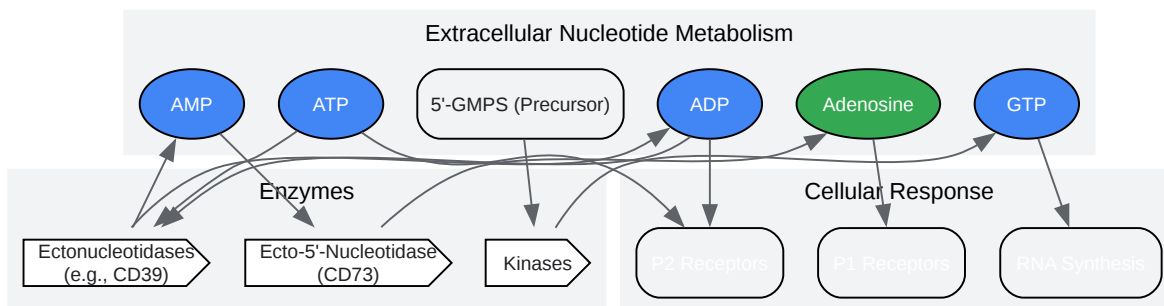 Extracellular Nucleotide Metabolism
AMP
ATP
5'-GMPS (Precursor)
ADP
Adenosine
GTP
Enzymes
Cellular Response
Ectonucleotidases
(e.g., CD39)
Ecto-5'-Nucleotidase
(CD73)
Kinases
P2 Receptors
P1 Receptors
RNA Synthesis